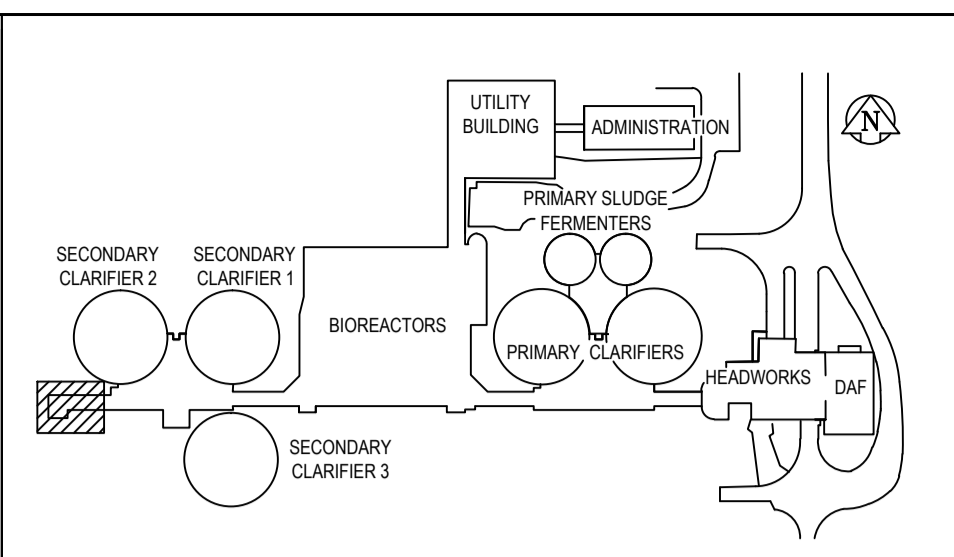 UTILITY
BUILDING
ADMINISTRATION
N
PRIMARY SLUDGE
FERMENTERS
SECONDARY
CLARIFIER 2
SECONDARY
CLARIFIER 1
BIOREACTORS
PRIMARY CLARIFIERS
HEADWORKS
DAF
SECONDARY
CLARIFIER 3